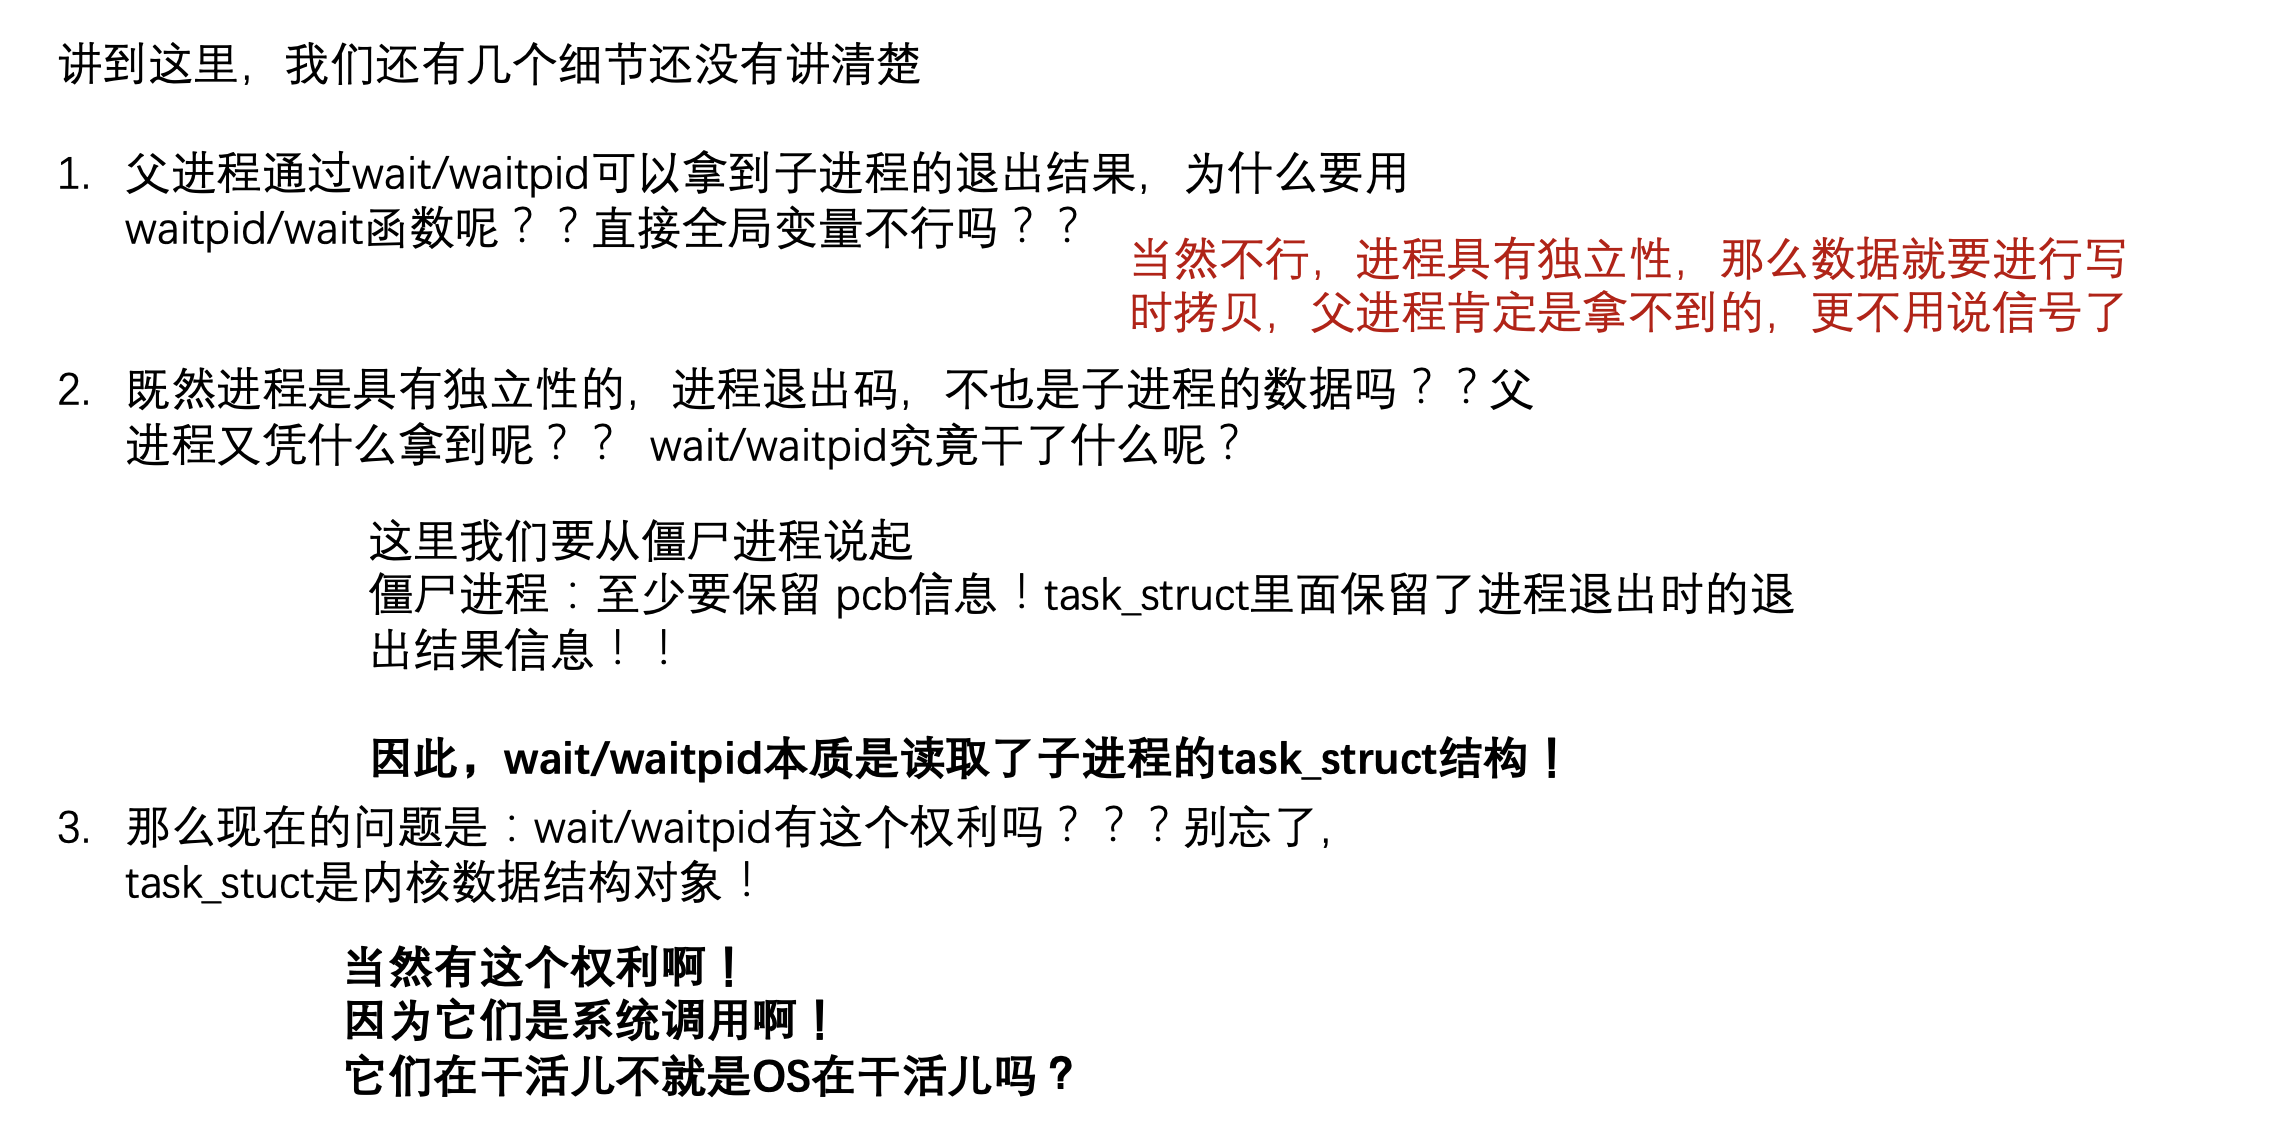 讲到这里，我们还有几个细节还没有讲清楚
1. 父进程通过wait/waitpid可以拿到子进程的退出结果，为什么要用
waitpid/wait函数呢？？直接全局变量不行吗？？
当然不行，进程具有独立性，那么数据就要进行写
时拷贝，父进程肯定是拿不到的，更不用说信号了
2. 既然进程是具有独立性的，进程退出码，不也是子进程的数据吗？？父
进程又凭什么拿到呢？？ wait/waitpid究竟干了什么呢？
这里我们要从僵尸进程说起
僵尸进程：至少要保留 pcb信息！task_struct里面保留了进程退出时的退
出结果信息！！
因此，wait/waitpid本质是读取了子进程的task_struct结构！
3. 那么现在的问题是：wait/waitpid有这个权利吗？？？别忘了，
task_stuct是内核数据结构对象！
当然有这个权利啊！
因为它们是系统调用啊！
它们在干活儿不就是OS在干活儿吗？